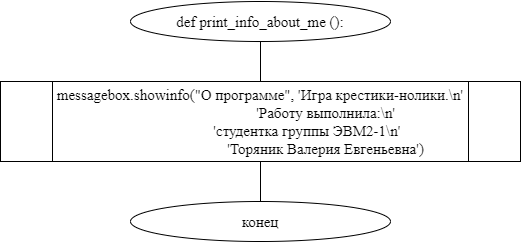 def print_info_about_me ():
messagebox.showinfo("О программе", 'Игра крестики-нолики.\n'
'Работу выполнила:\n'
'студентка группы ЭВМ2-1\n'
'Торяник Валерия Евгеньевна')
конец